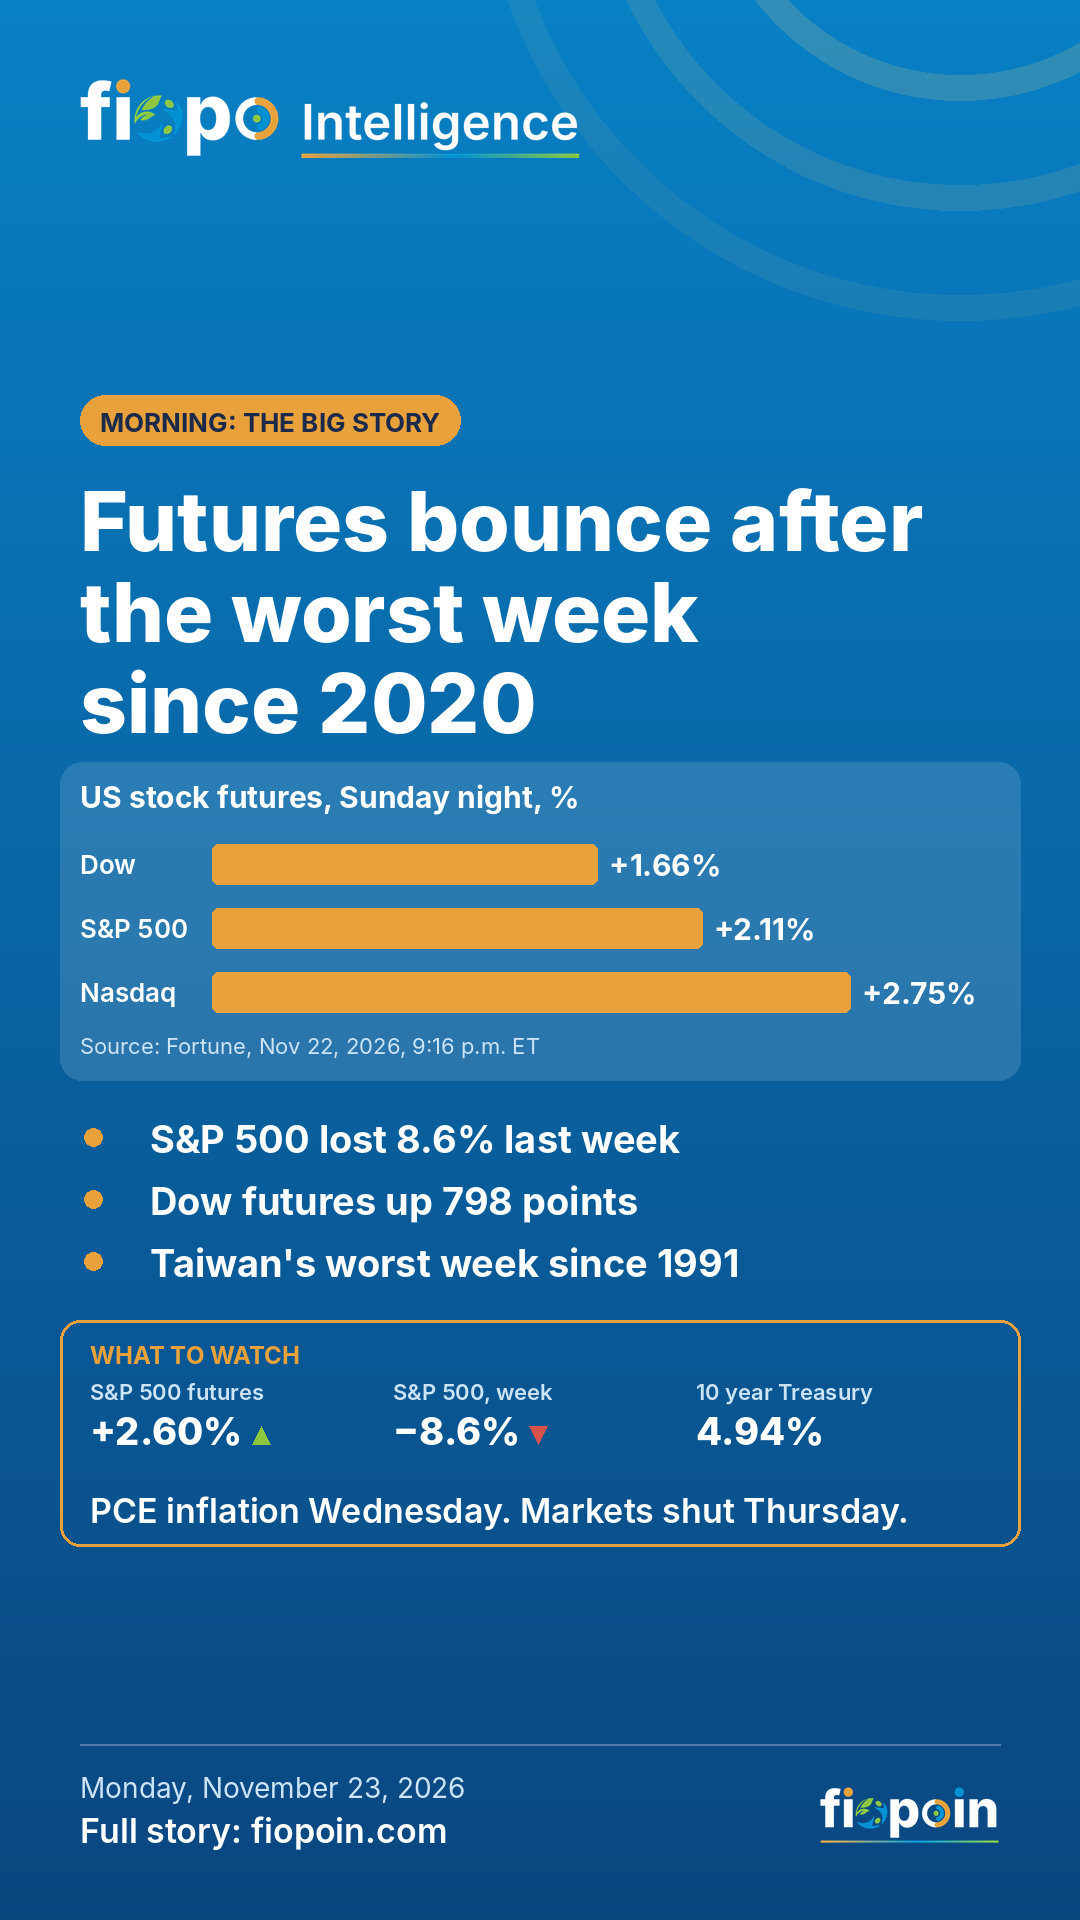 fiopo Intelligence
MORNING: THE BIG STORY
Futures bounce after
the worst week
since 2020
US stock futures, Sunday night, %
Dow +1.66%
S&P 500 +2.11%
Nasdaq +2.75%
Source: Fortune, Nov 22, 2026, 9:16 p.m. ET
S&P 500 lost 8.6% last week
Dow futures up 798 points
Taiwan's worst week since 1991
WHAT TO WATCH
S&P 500 futures S&P 500, week 10 year Treasury
+2.60% ▲ −8.6% ▼ 4.94%
PCE inflation Wednesday. Markets shut Thursday.
Monday, November 23, 2026
Full story: fiopoin.com
fiopoin